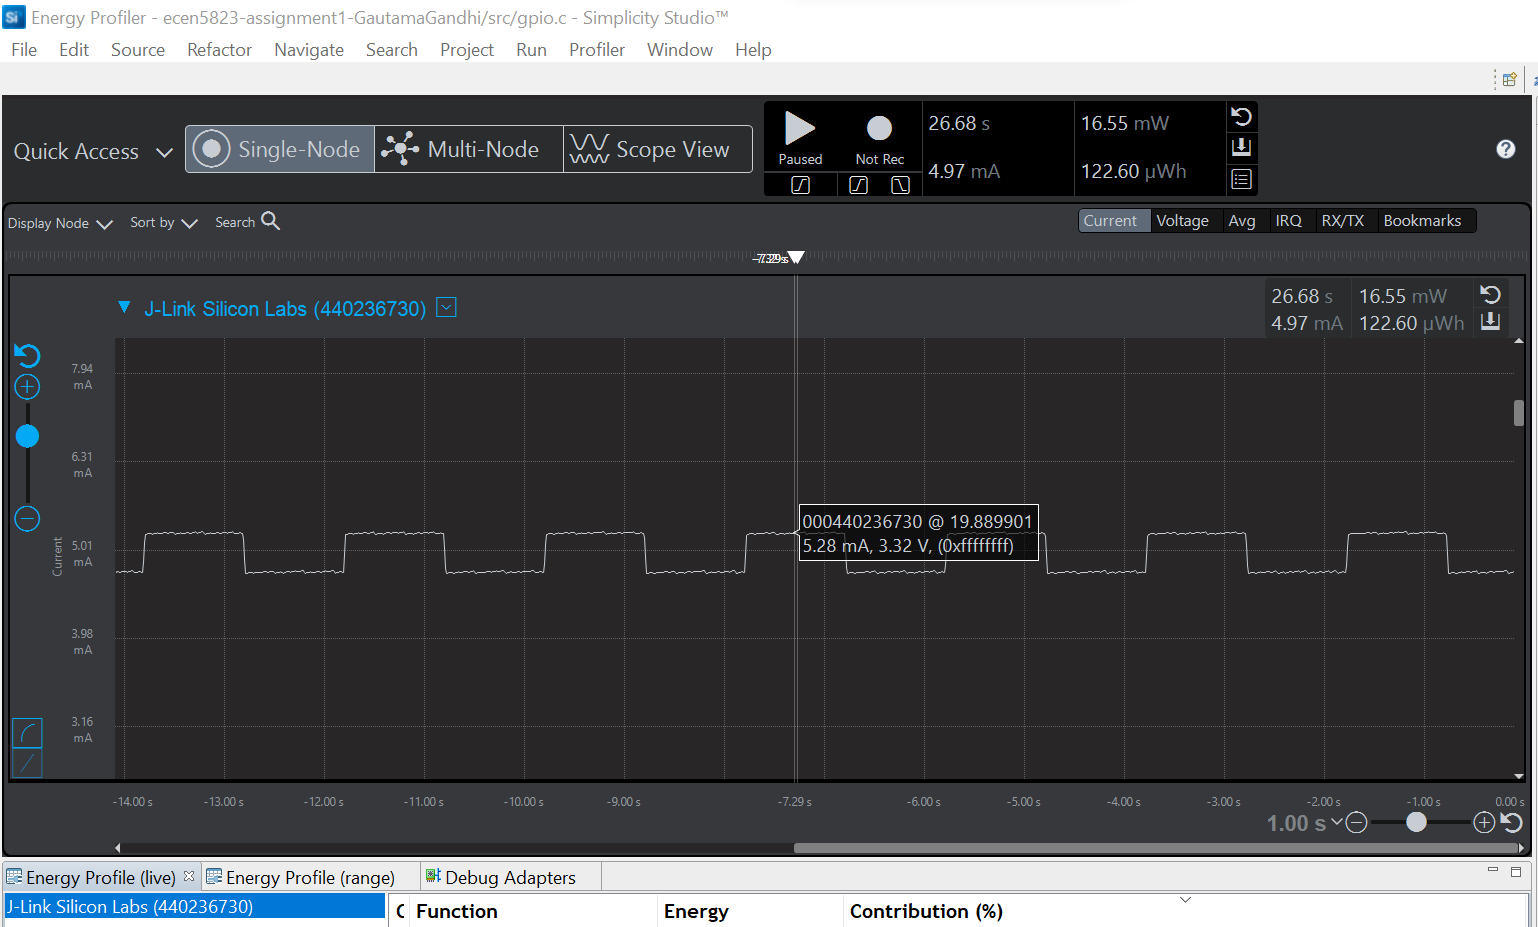 Energy Profiler - ecen5823-assignment1-GautamaGandhi/src/gpio.c - Simplicity Studio™
File Edit Source Refactor Navigate Search Project Run Profiler Window Help
Quick Access Single-Node Multi-Node Scope View
Paused Not Rec
26.68 s 16.55 mW
4.97 mA 122.60 µWh
Display Node Sort by Search
Current Voltage Avg IRQ RX/TX Bookmarks
J-Link Silicon Labs (440236730)
26.68 s 16.55 mW
4.97 mA 122.60 µWh
7.94
mA
6.31
mA
5.01
mA
3.98
mA
3.16
mA
Current
000440236730 @ 19.889901
5.28 mA, 3.32 V, (0xffffffff)
-14.00 s -13.00 s -12.00 s -11.00 s -10.00 s -9.00 s -7.29 s -6.00 s -5.00 s -4.00 s -3.00 s -2.00 s -1.00 s 0.00 s
1.00 s
Energy Profile (live) Energy Profile (range) Debug Adapters
J-Link Silicon Labs (440236730)
Function Energy Contribution (%)